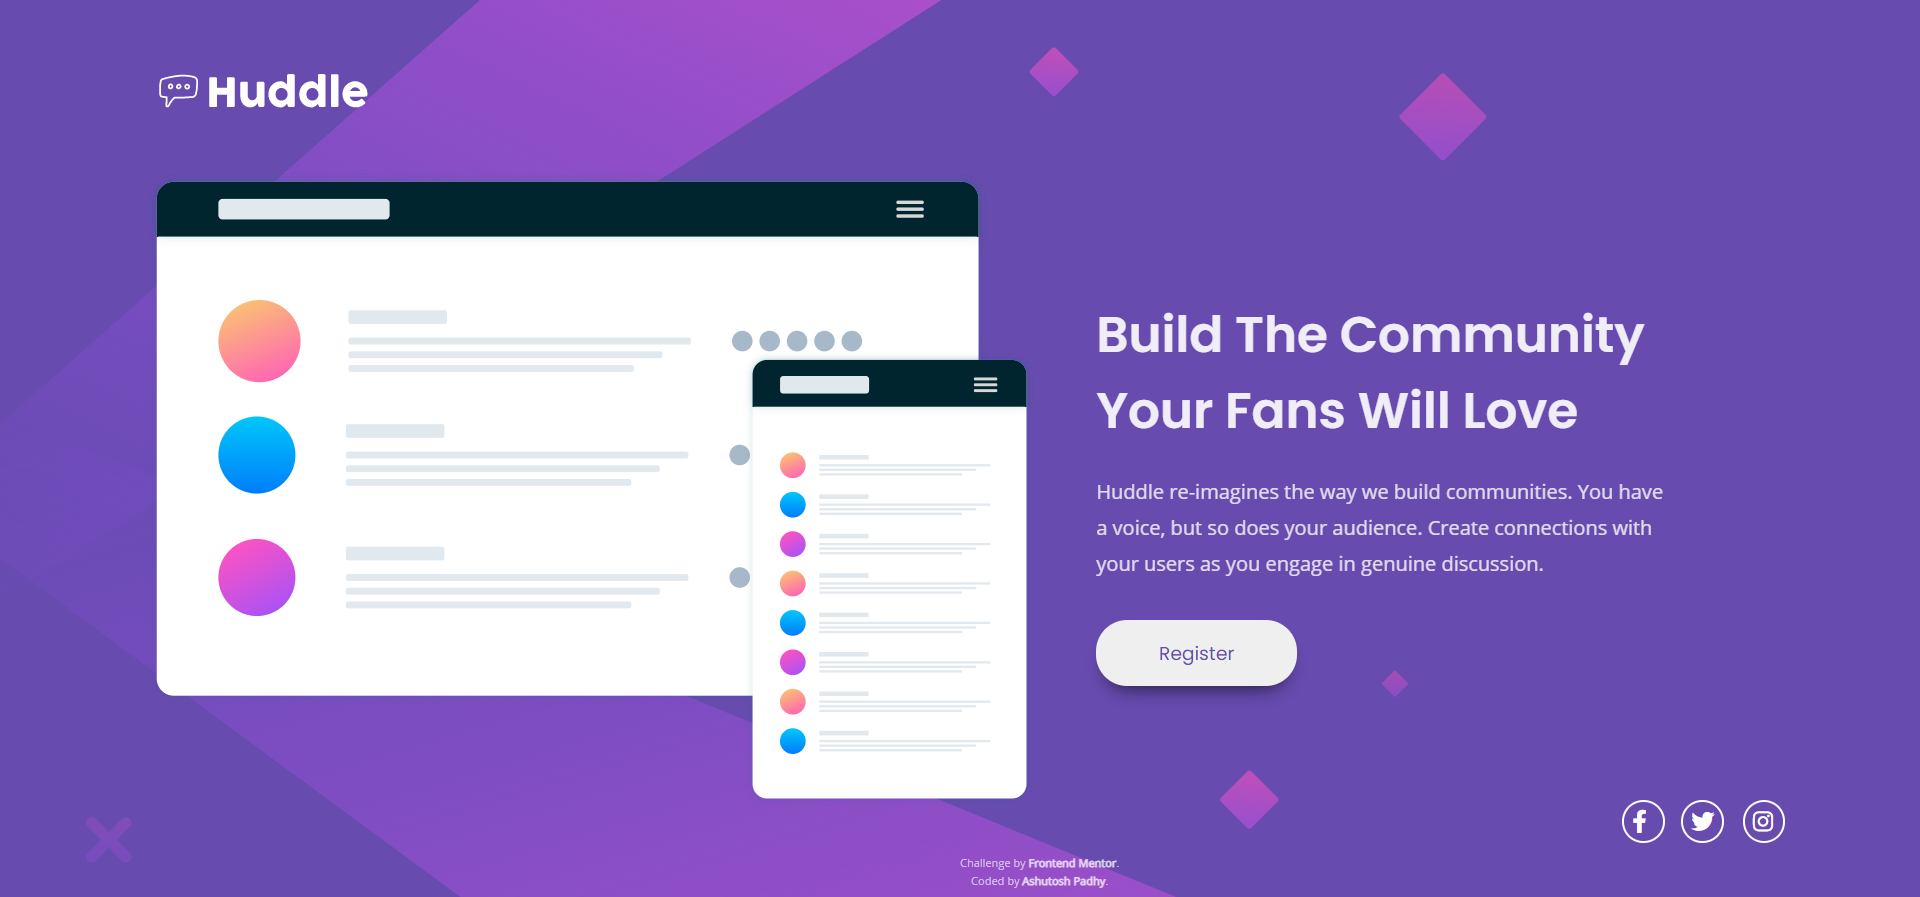 Huddle
Build The Community
Your Fans Will Love
Huddle re-imagines the way we build communities. You have
a voice, but so does your audience. Create connections with
your users as you engage in genuine discussion.
Register
Challenge by Frontend Mentor.
Coded by Ashutosh Padhy.